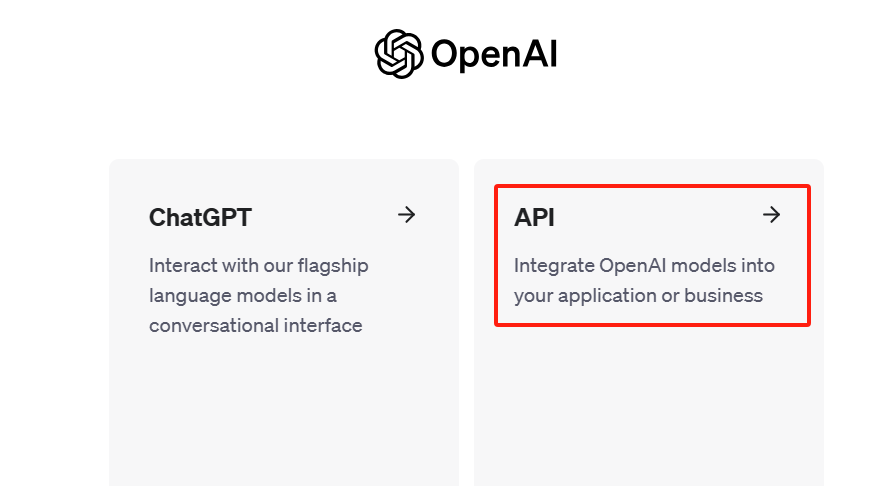 OpenAI
ChatGPT
Interact with our flagship
language models in a
conversational interface
API
Integrate OpenAI models into
your application or business